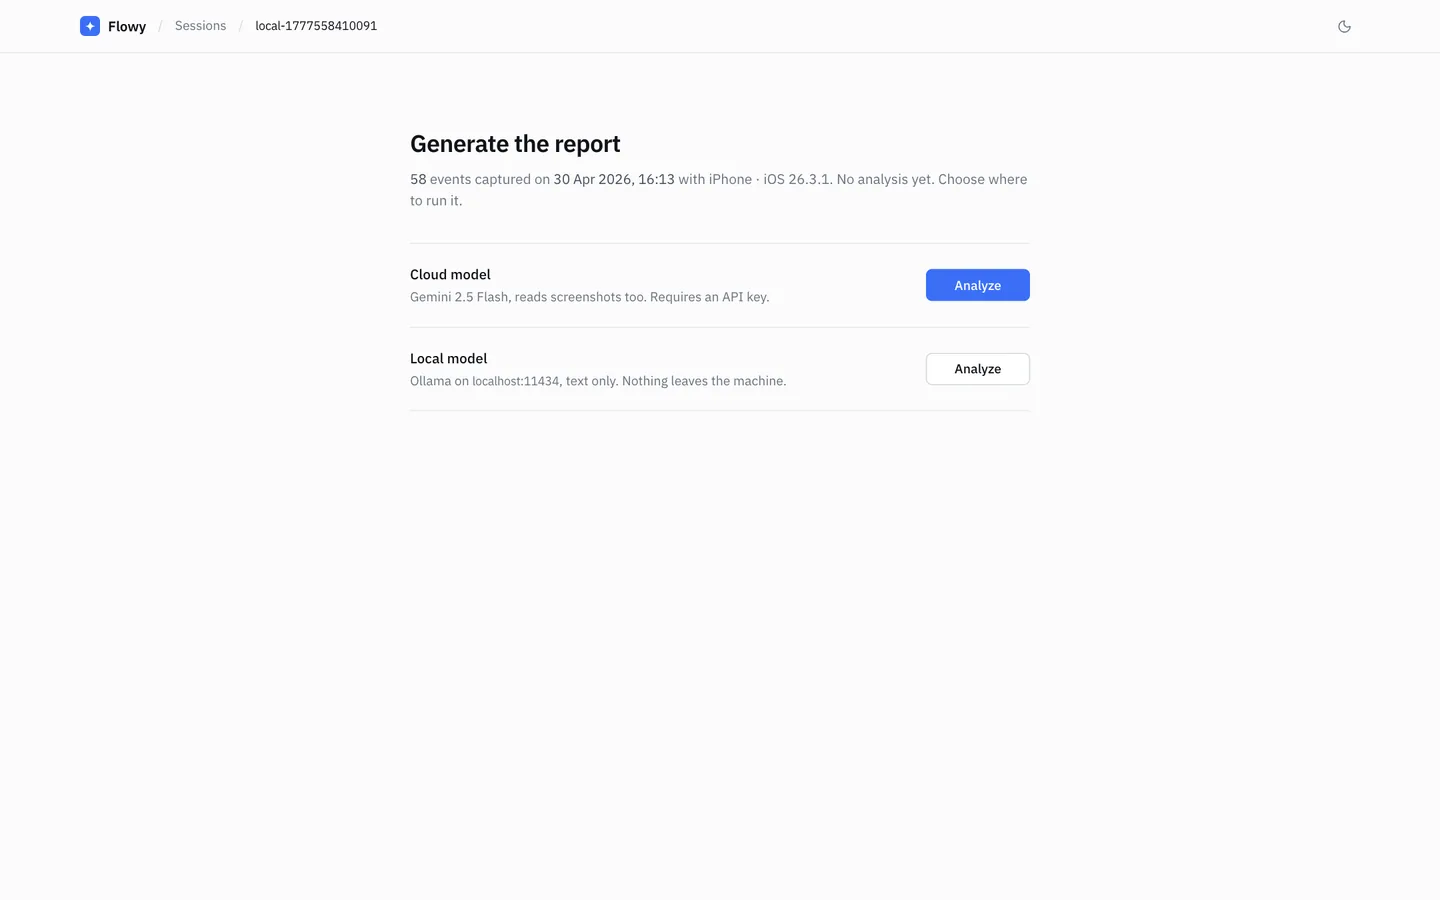 Flowy / Sessions / local-1777558410091
Generate the report
58 events captured on 30 Apr 2026, 16:13 with iPhone · iOS 26.3.1. No analysis yet. Choose where
to run it.
Cloud model
Gemini 2.5 Flash, reads screenshots too. Requires an API key.
Analyze
Local model
Ollama on localhost:11434, text only. Nothing leaves the machine.
Analyze